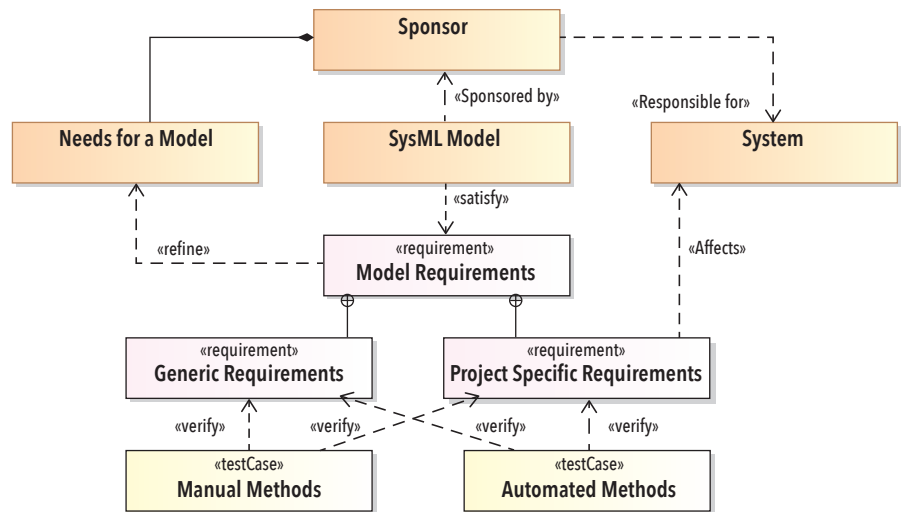 Sponsor
«Sponsored by»
«Responsible for»
Needs for a Model
SysML Model
System
«satisfy»
«refine»
«requirement»
Model Requirements
«Affects»
«requirement»
Generic Requirements
«requirement»
Project Specific Requirements
«verify»
«verify»
«verify»
«verify»
«testCase»
Manual Methods
«testCase»
Automated Methods